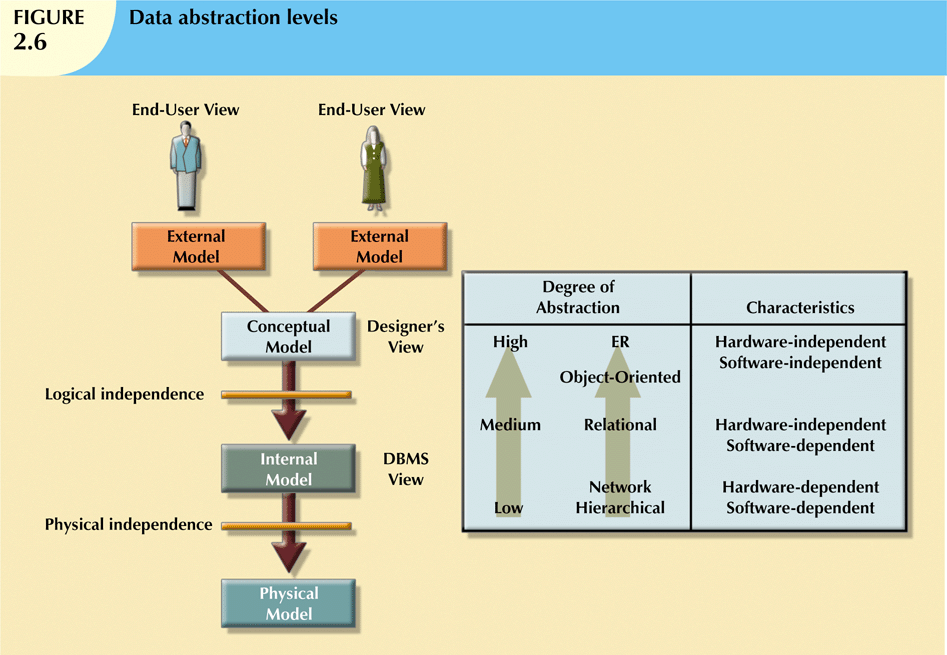 FIGURE
2.6
Data abstraction levels
End-User View
End-User View
External
Model
External
Model
Conceptual
Model
Designer's
View
Logical independence
Internal
Model
DBMS
View
Physical independence
Physical
Model
Degree of
Abstraction
Characteristics
High
ER
Hardware-independent
Software-independent
Object-Oriented
Medium
Relational
Hardware-independent
Software-dependent
Low
Network
Hierarchical
Hardware-dependent
Software-dependent